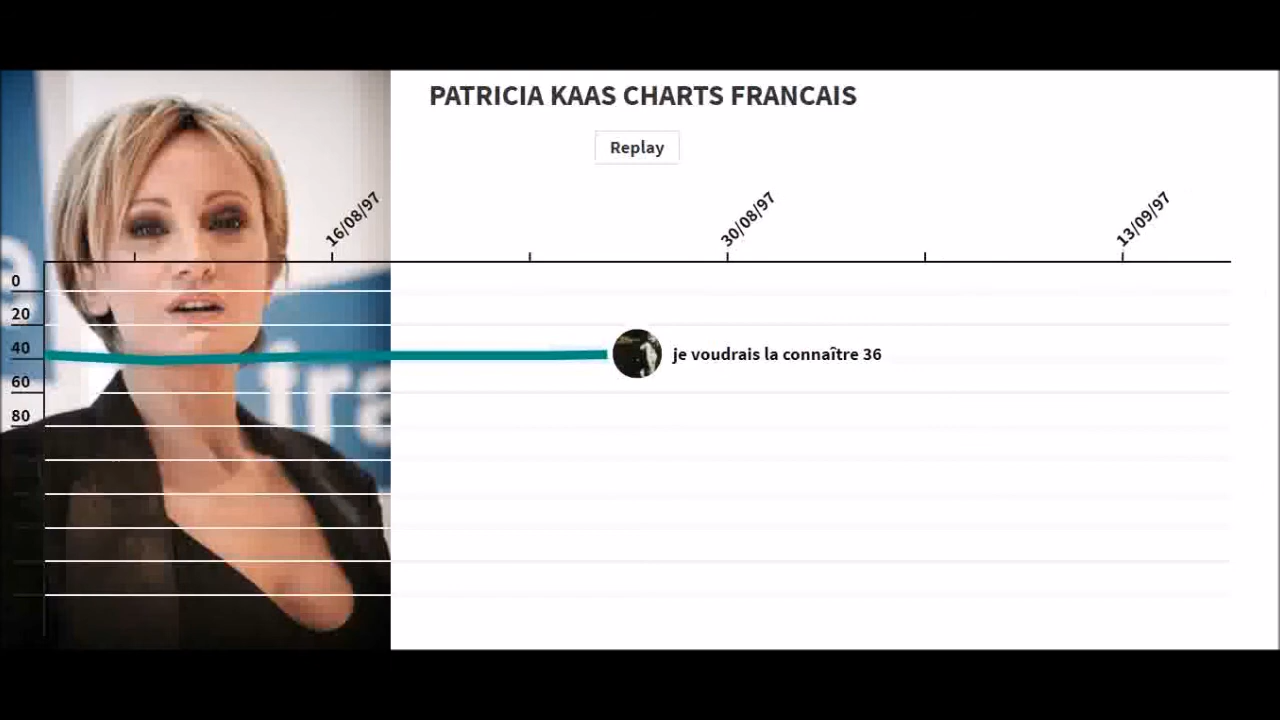 PATRICIA KAAS CHARTS FRANCAIS
Replay
16/08/97
30/08/97
13/09/97
0
20
40
60
80
je voudrais la connaître 36
fra